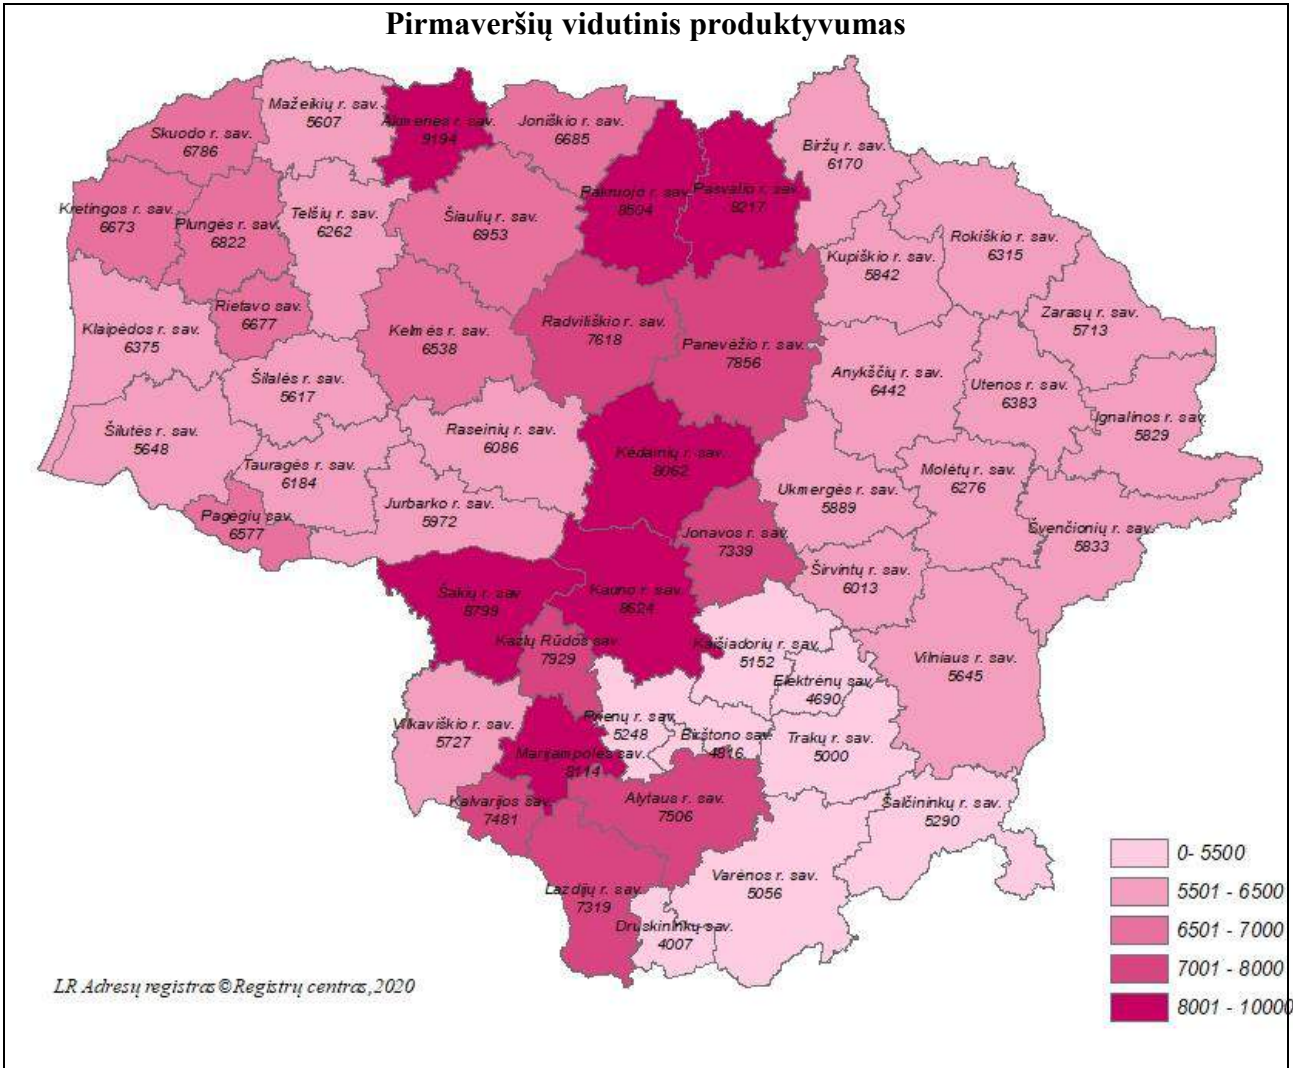 Pirmaveršių vidutinis produktyvumas
Mažeikių r. sav.
5607
Akmenės r. sav.
9194
Joniškio r. sav.
6685
Skuodo r. sav.
6786
Biržų r. sav.
6170
Pakruojo r. sav.
8504
Pasvalio r. sav.
8217
Kretingos r. sav.
6673
Plungės r. sav.
6822
Telšių r. sav.
6262
Šiaulių r. sav.
6953
Rokiškio r. sav.
6315
Kupiškio r. sav.
5842
Rietavo sav.
6677
Zarasų r. sav.
5713
Klaipėdos r. sav.
6375
Kelmės r. sav.
6538
Radviliškio r. sav.
7618
Panevėžio r. sav.
7856
Anykščių r. sav.
6442
Utenos r. sav.
6383
Šilalės r. sav.
5617
Ignalinos r. sav.
5829
Šilutės r. sav.
5648
Raseinių r. sav.
6086
Kėdainių r. sav.
8062
Tauragės r. sav.
6184
Molėtų r. sav.
6276
Ukmergės r. sav.
5889
Jurbarko r. sav.
5972
Pagėgių sav.
6577
Jonavos r. sav.
7339
Švenčionių r. sav.
5833
Širvintų r. sav.
6013
Šakių r. sav.
8799
Kauno r. sav.
8624
Kazlų Rūdos sav.
7929
Kaišiadorių r. sav.
5152
Vilniaus r. sav.
5645
Elektrėnų sav.
4690
Vilkaviškio r. sav.
5727
Prienų r. sav.
5248
Birštono sav.
4816
Trakų r. sav.
5000
Marijampolės sav.
8114
Kalvarijos sav.
7481
Alytaus r. sav.
7506
Šalčininkų r. sav.
5290
Varėnos r. sav.
5056
Lazdijų r. sav.
7319
Druskininkų sav.
4007
0- 5500
5501 - 6500
6501 - 7000
7001 - 8000
8001 - 10000
LR Adresų registras©Registrų centras,2020